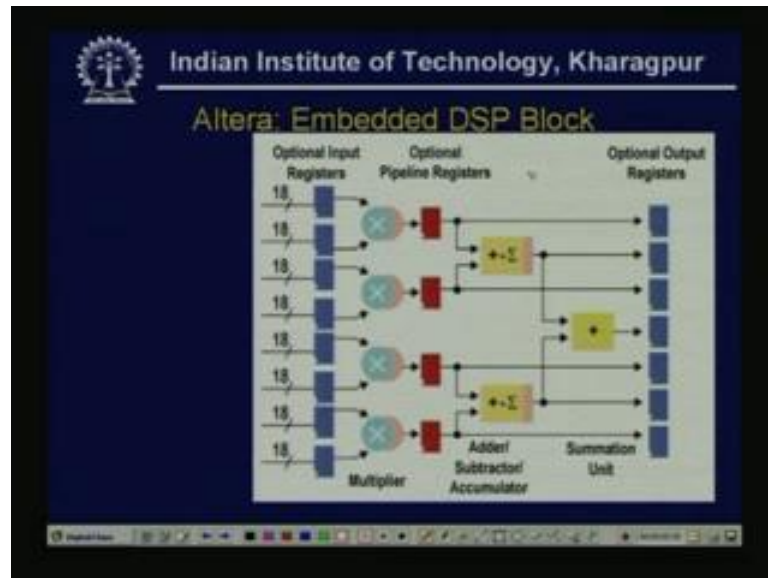 Indian Institute of Technology, Kharagpur
Altera: Embedded DSP Block
Optional Input
Registers
Optional
Pipeline Registers
Optional Output
Registers
18
18
18
18
18
18
18
18
+-Σ
+
+-Σ
Multiplier
Adder/
Subtractor/
Accumulator
Summation
Unit